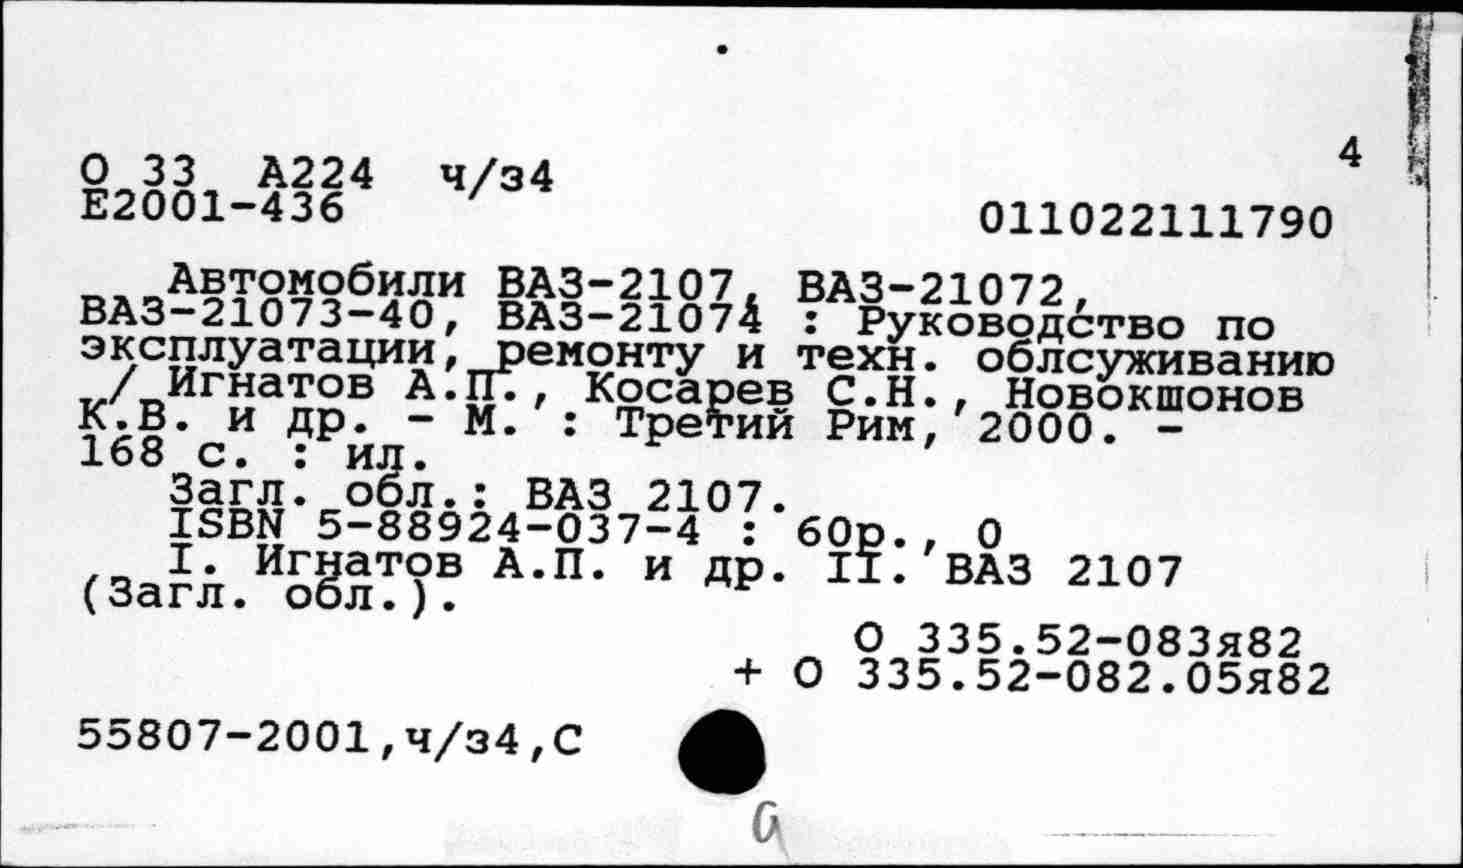 4
О 33 А224 ч/з4
Е2001-436
011022111790
Автомобили ВАЗ-2107, ВАЗ-21072,
ВАЗ-21073-40, ВАЗ-21074 : Руководство по
эксплуатации, ремонту и техн. облсуживанию
/ Игнатов А.П., Косарев С.Н., Новокшонов
К.В. и др. - М. : Третий Рим, 2000. -
168 с. : ил.
Загл. обл.: ВАЗ 2107.
ISBN 5-88924-037-4 : 60р., 0
I. Игнатов А.П. и др. II. ВАЗ 2107
(Загл. обл.).
О 335.52-083я82
+ О 335.52-082.05я82
55807-2001,ч/з4,С